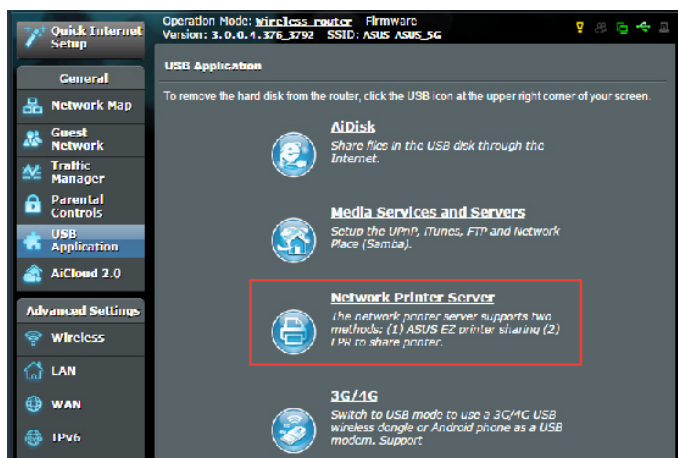 Quick Internet
Setup
General
Network Map
Guest
Network
Traffic
Manager
Parental
Controls
USB
Application
AiCloud 2.0
Advanced Settings
Wireless
LAN
WAN
IPv6
Operation Mode: Wireless router Firmware
Version: 3.0.0.4.376_3792 SSID: ASUS ASUS_5G
USB Application
To remove the hard disk from the router, click the USB icon at the upper right corner of your screen.
AiDisk
Share files in the USB disk through the
Internet.
Media Services and Servers
Setup the UPnP, iTunes, FTP and Network
Place (Samba).
Network Printer Server
The network printer server supports two
methods: (1) ASUS EZ printer sharing (2)
LPR to share printer.
3G/4G
Switch to USB mode to use a 3G/4G USB
wireless dongle or Android phone as a USB
modem. Support